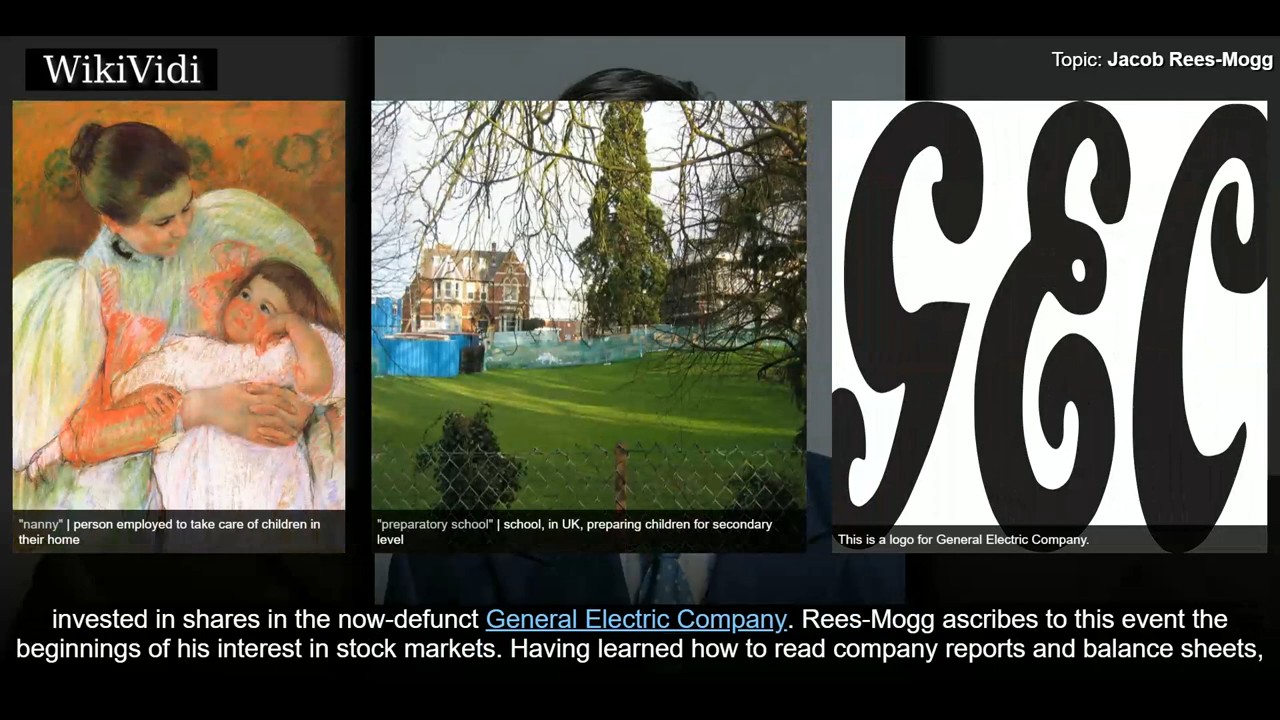 WikiVidi
Topic: Jacob Rees-Mogg
GEC
"nanny" | person employed to take care of children in
their home
"preparatory school" | school, in UK, preparing children for secondary
level
This is a logo for General Electric Company.
invested in shares in the now-defunct General Electric Company. Rees-Mogg ascribes to this event the
beginnings of his interest in stock markets. Having learned how to read company reports and balance sheets,